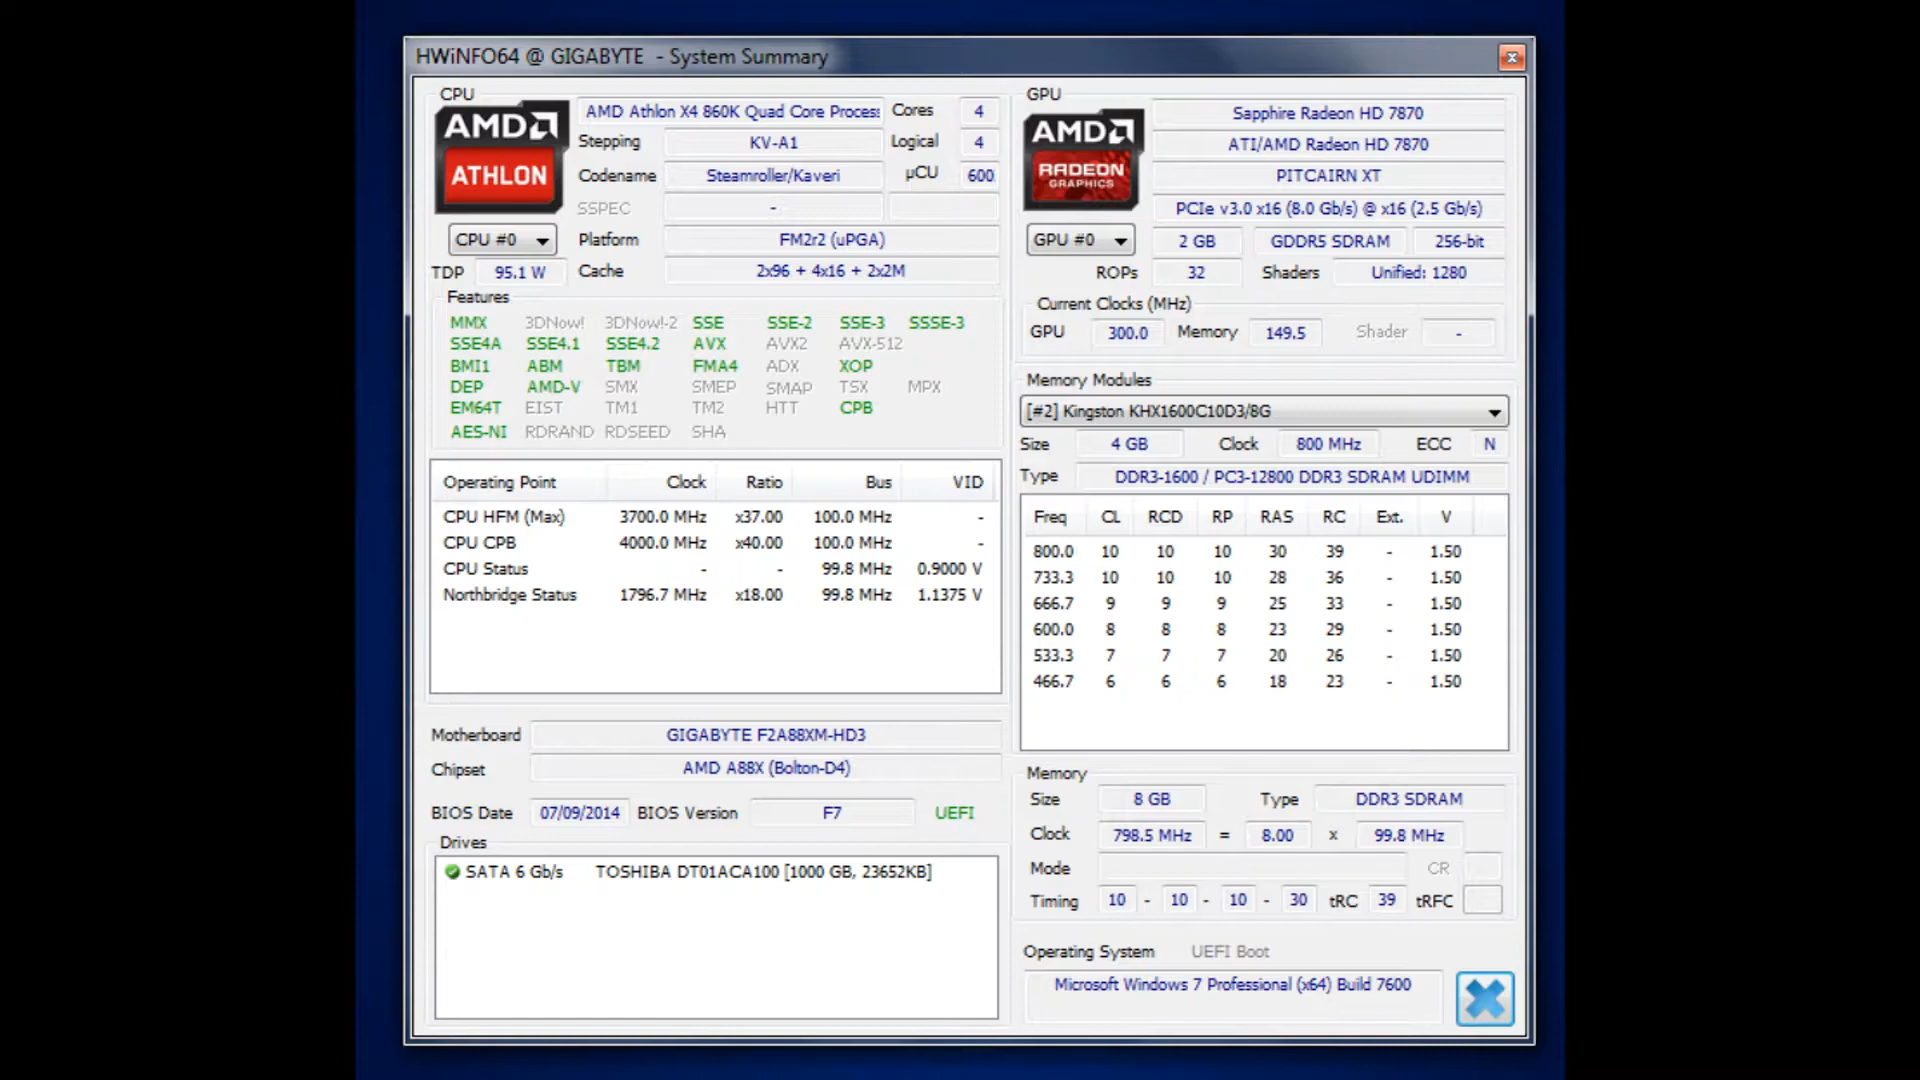 HWiNFO64 @ GIGABYTE - System Summary
CPU
AMD
ATHLON
AMD Athlon X4 860K Quad Core Process
Cores 4
Stepping KV-A1 Logical 4
Codename Steamroller/Kaveri µCU 600
SSPEC -
CPU #0 Platform FM2r2 (uPGA)
TDP 95.1 W Cache 2x96 + 4x16 + 2x2M
Features
MMX 3DNow! 3DNow!-2 SSE SSE-2 SSE-3 SSSE-3
SSE4A SSE4.1 SSE4.2 AVX AVX2 AVX-512
BMI1 ABM TBM FMA4 ADX XOP
DEP AMD-V SMX SMEP SMAP TSX MPX
EM64T EIST TM1 TM2 HTT CPB
AES-NI RDRAND RDSEED SHA
Operating Point Clock Ratio Bus VID
CPU HFM (Max) 3700.0 MHz x37.00 100.0 MHz -
CPU CPB 4000.0 MHz x40.00 100.0 MHz -
CPU Status - - 99.8 MHz 0.9000 V
Northbridge Status 1796.7 MHz x18.00 99.8 MHz 1.1375 V
Motherboard GIGABYTE F2A88XM-HD3
Chipset AMD A88X (Bolton-D4)
BIOS Date 07/09/2014 BIOS Version F7 UEFI
Drives
SATA 6 Gb/s TOSHIBA DT01ACA100 [1000 GB, 23652KB]
GPU
AMD
RADEON
GRAPHICS
Sapphire Radeon HD 7870
ATI/AMD Radeon HD 7870
PITCAIRN XT
PCIe v3.0 x16 (8.0 Gb/s) @ x16 (2.5 Gb/s)
GPU #0 2 GB GDDR5 SDRAM 256-bit
ROPs 32 Shaders Unified: 1280
Current Clocks (MHz)
GPU 300.0 Memory 149.5 Shader -
Memory Modules
[#2] Kingston KHX1600C10D3/8G
Size 4 GB Clock 800 MHz ECC N
Type DDR3-1600 / PC3-12800 DDR3 SDRAM UDIMM
Freq CL RCD RP RAS RC Ext. V
800.0 10 10 10 30 39 - 1.50
733.3 10 10 10 28 36 - 1.50
666.7 9 9 9 25 33 - 1.50
600.0 8 8 8 23 29 - 1.50
533.3 7 7 7 20 26 - 1.50
466.7 6 6 6 18 23 - 1.50
Memory
Size 8 GB Type DDR3 SDRAM
Clock 798.5 MHz = 8.00 x 99.8 MHz
Mode CR
Timing 10 - 10 - 10 - 30 tRC 39 tRFC
Operating System UEFI Boot
Microsoft Windows 7 Professional (x64) Build 7600